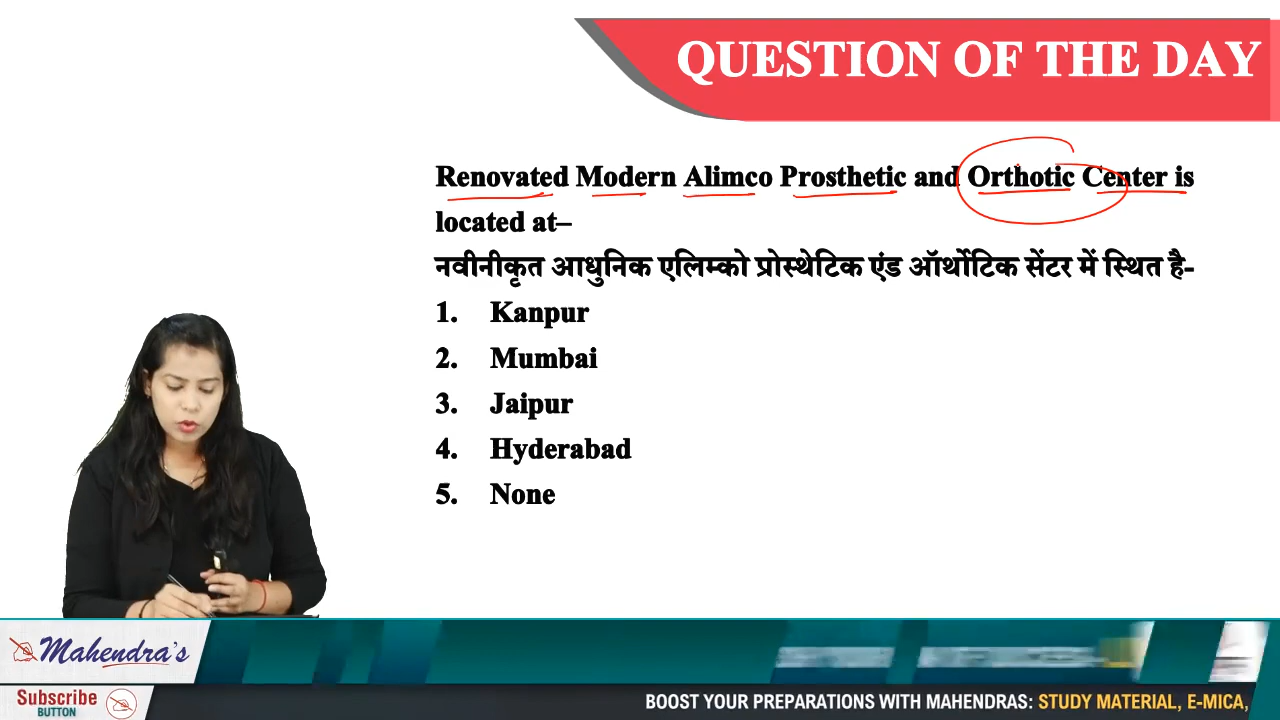 QUESTION OF THE DAY
Renovated Modern Alimco Prosthetic and Orthotic Center is
located at–
नवीनीकृत आधुनिक एलिम्को प्रोस्थेटिक एंड ऑर्थोटिक सेंटर में स्थित है-
1. Kanpur
2. Mumbai
3. Jaipur
4. Hyderabad
5. None
Mahendra's
Subscribe
BUTTON
BOOST YOUR PREPARATIONS WITH MAHENDRAS: STUDY MATERIAL, E-MICA,